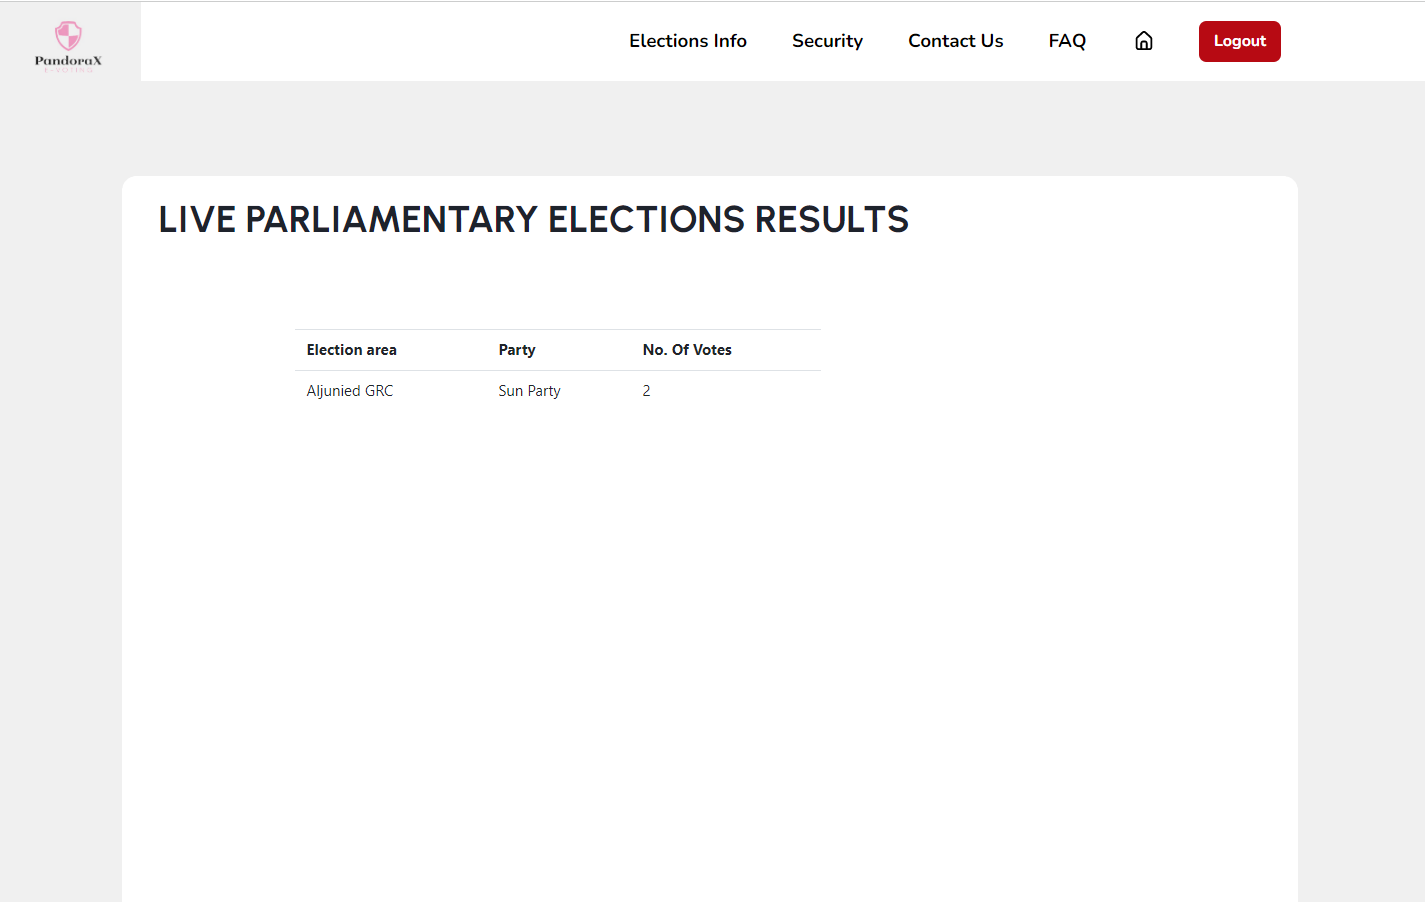 PandoraX
E-VOTING
Elections Info Security Contact Us FAQ Logout
LIVE PARLIAMENTARY ELECTIONS RESULTS
Election area Party No. Of Votes
Aljunied GRC Sun Party 2